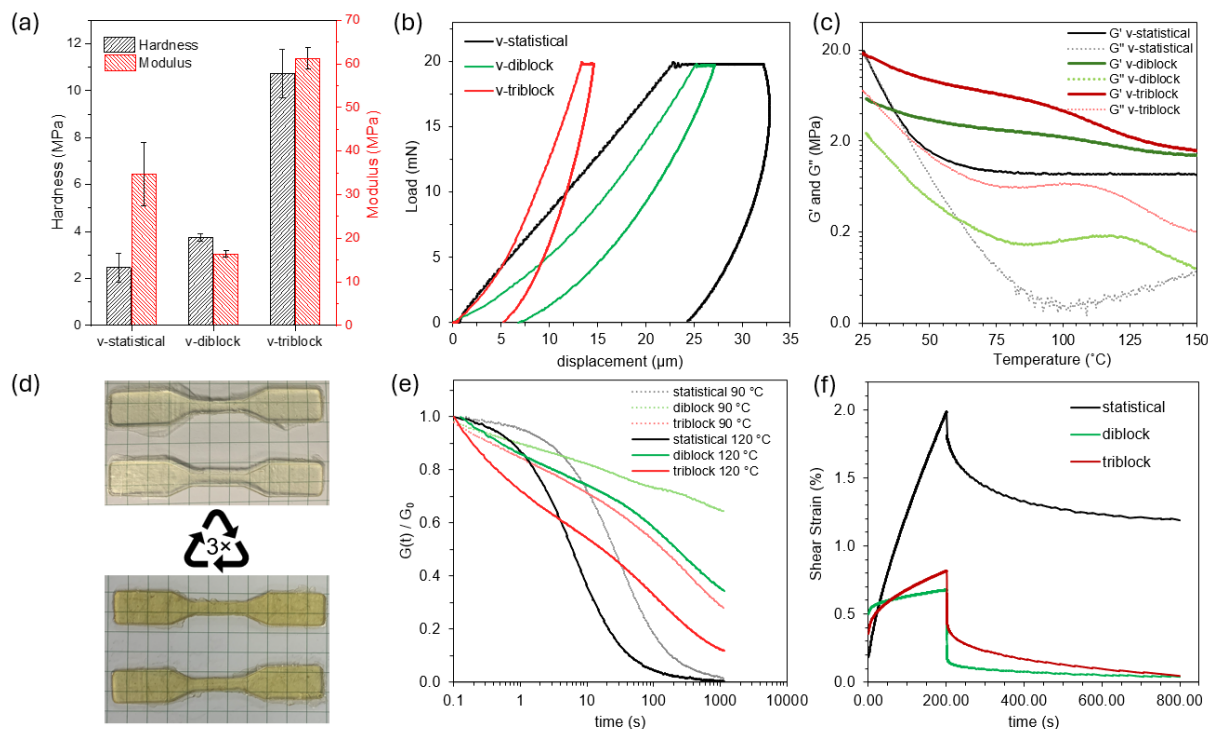 (a)
Hardness
Modulus
Hardness (MPa)
12
10
8
6
4
2
0
Modulus (MPa)
70
60
50
40
30
20
10
0
v-statistical
v-diblock
v-triblock
(b)
v-statistical
v-diblock
v-triblock
Load (mN)
20
15
10
5
0
0 5 10 15 20 25 30 35
displacement (µm)
(c)
G' v-statistical
G" v-statistical
G' v-diblock
G" v-diblock
G' v-triblock
G" v-triblock
G' and G" (MPa)
20.0
2.0
0.2
0.0
25 50 75 100 125 150
Temperature (˚C)
(d)
3×
(e)
statistical 90 °C
diblock 90 °C
triblock 90 °C
statistical 120 °C
diblock 120 °C
triblock 120 °C
G(t) / G₀
1.0
0.8
0.6
0.4
0.2
0.0
0.1 1 10 100 1000 10000
time (s)
(f)
statistical
diblock
triblock
Shear Strain (%)
2.0
1.5
1.0
0.5
0.0
0.00 200.00 400.00 600.00 800.00
time (s)